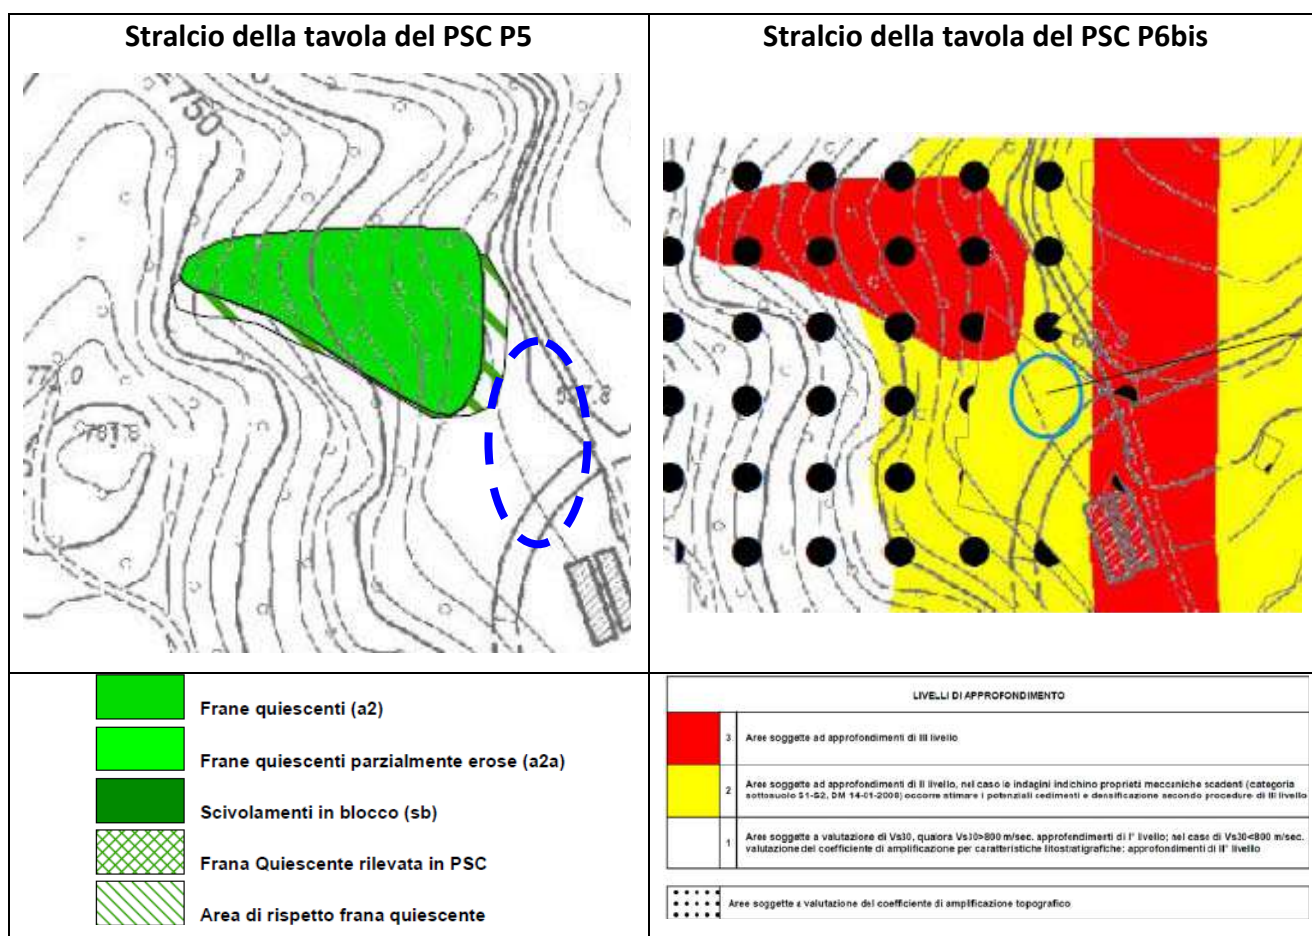 Stralcio della tavola del PSC P5
Stralcio della tavola del PSC P6bis
750
781.8
Frane quiescenti (a2)
Frane quiescenti parzialmente erose (a2a)
Scivolamenti in blocco (sb)
Frana Quiescente rilevata in PSC
Area di rispetto frana quiescente
LIVELLI DI APPROFONDIMENTO
3 Aree soggette ad approfondimenti di III livello
2 Aree soggette ad approfondimenti di II livello, nel caso le indagini indichino proprietà meccaniche scadenti (categoria
sottosuolo S1-S2, DM 14-01-2008) occorre stimare i potenziali cedimenti e densificazione secondo procedure di III livello
1 Aree soggette a valutazione di Vs30, qualora Vs30>800 m/sec. approfondimenti di I° livello; nel caso di Vs30<800 m/sec.
valutazione del coefficiente di amplificazione per caratteristiche litostratigrafiche: approfondimenti di II° livello
Aree soggette a valutazione del coefficiente di amplificazione topografico